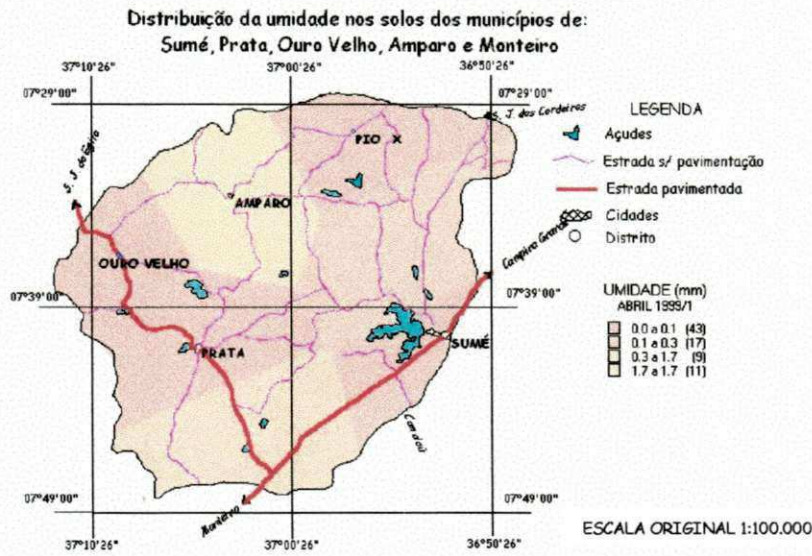 Distribuição da umidade nos solos dos municípios de:
Sumé, Prata, Ouro Velho, Amparo e Monteiro
37°10'26" 37°00'26" 36°50'26"
07°29'00" 07°29'00"
S. J. dos Cordeiros
PIO X
S. J. do Egito
AMPARO
Campina Grande
OURO VELHO
07°39'00" 07°39'00"
SUMÉ
PRATA
Monteiro
07°49'00" 07°49'00"
37°10'26" 37°00'26" 36°50'26"
LEGENDA
Açudes
Estrada s/ pavimentação
Estrada pavimentada
Cidades
Distrito
UMIDADE (mm)
ABRIL 1999/1
0.0 a 0.1 (43)
0.1 a 0.3 (17)
0.3 a 1.7 (9)
1.7 a 1.7 (11)
ESCALA ORIGINAL 1:100.000